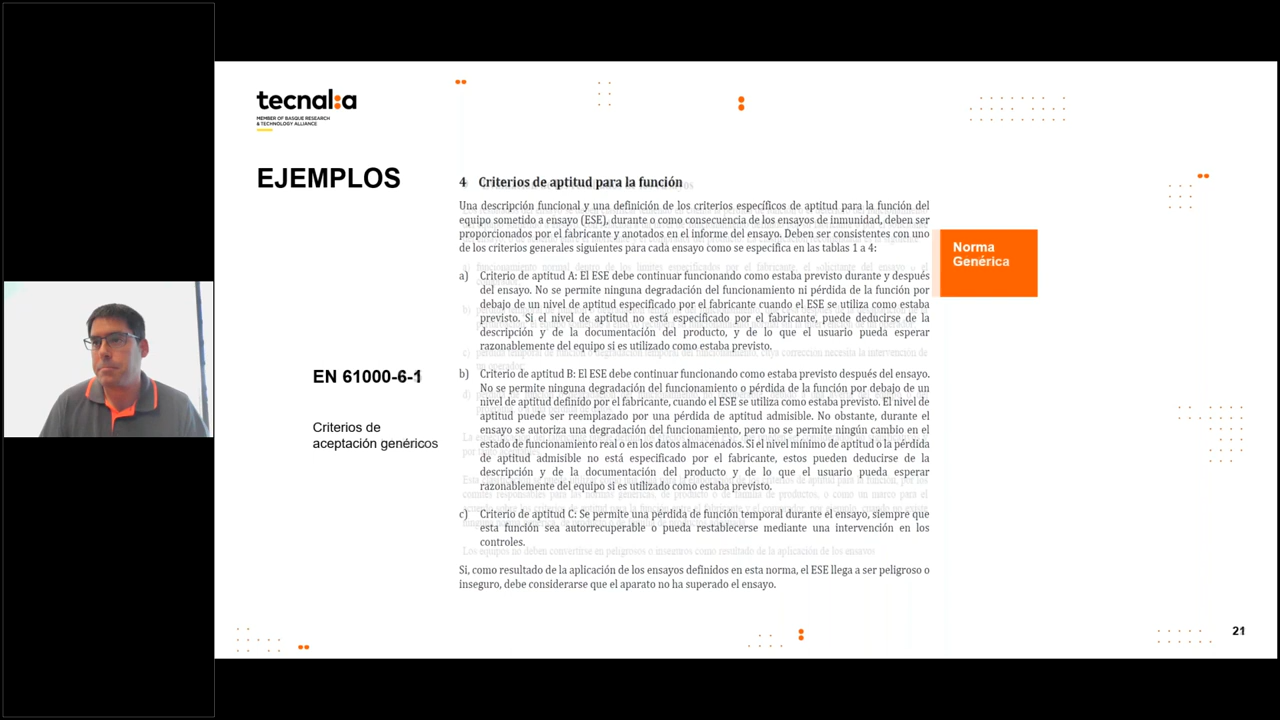 tecnal:a
MEMBER OF BASQUE RESEARCH
& TECHNOLOGY ALLIANCE
EJEMPLOS
4 Criterios de aptitud para la función
Una descripción funcional y una definición de los criterios específicos de aptitud para la función del
equipo sometido a ensayo (ESE), durante o como consecuencia de los ensayos de inmunidad, deben ser
proporcionados por el fabricante y anotados en el informe del ensayo. Deben ser consistentes con uno
de los criterios generales siguientes para cada ensayo como se especifica en las tablas 1 a 4:
Norma
Genérica
a) Criterio de aptitud A: El ESE debe continuar funcionando como estaba previsto durante y después
del ensayo. No se permite ninguna degradación del funcionamiento ni pérdida de la función por
debajo de un nivel de aptitud especificado por el fabricante cuando el ESE se utiliza como estaba
previsto. Si el nivel de aptitud no está especificado por el fabricante, puede deducirse de la
descripción y de la documentación del producto, y de lo que el usuario pueda esperar
razonablemente del equipo si es utilizado como estaba previsto.
EN 61000-6-1
Criterios de
aceptación genéricos
b) Criterio de aptitud B: El ESE debe continuar funcionando como estaba previsto después del ensayo.
No se permite ninguna degradación del funcionamiento o pérdida de la función por debajo de un
nivel de aptitud definido por el fabricante, cuando el ESE se utiliza como estaba previsto. El nivel de
aptitud puede ser reemplazado por una pérdida de aptitud admisible. No obstante, durante el
ensayo se autoriza una degradación del funcionamiento, pero no se permite ningún cambio en el
estado de funcionamiento real o en los datos almacenados. Si el nivel mínimo de aptitud o la pérdida
de aptitud admisible no está especificado por el fabricante, estos pueden deducirse de la
descripción y de la documentación del producto y de lo que el usuario pueda esperar
razonablemente del equipo si es utilizado como estaba previsto.
c) Criterio de aptitud C: Se permite una pérdida de función temporal durante el ensayo, siempre que
esta función sea autorrecuperable o pueda restablecerse mediante una intervención en los
controles.
Los equipos no deben convertirse en peligrosos o inseguros como resultado de la aplicación de los ensayos
Si, como resultado de la aplicación de los ensayos definidos en esta norma, el ESE llega a ser peligroso o
inseguro, debe considerarse que el aparato no ha superado el ensayo.
21